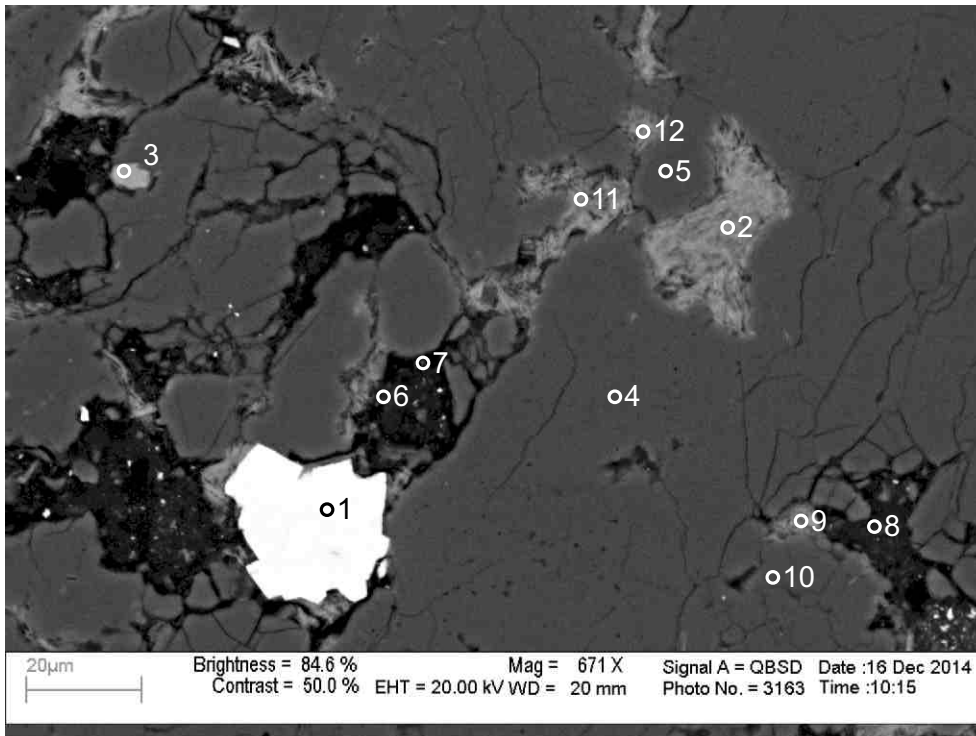 12
3
5
11
2
7
6
4
1
9
8
10
20µm
Brightness = 84.6 %
Contrast = 50.0 %
EHT = 20.00 kV
Mag = 671 X
WD = 20 mm
Signal A = QBSD
Photo No. = 3163
Date :16 Dec 2014
Time :10:15